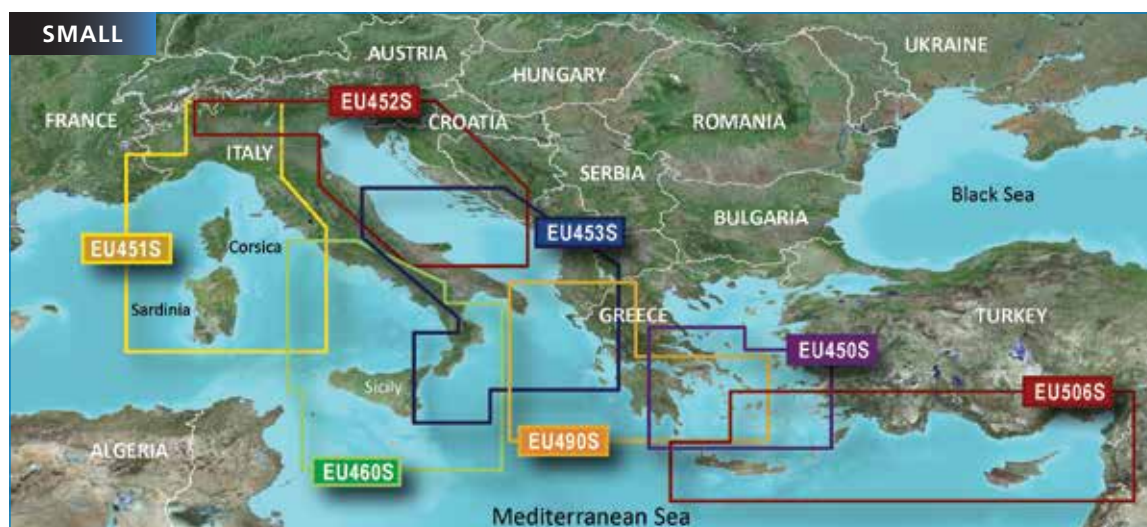 SMALL
AUSTRIA
UKRAINE
HUNGARY
EU452S
FRANCE
CROATIA
ROMANIA
ITALY
SERBIA
Black Sea
BULGARIA
EU453S
EU451S
Corsica
Sardinia
GREECE
TURKEY
EU450S
Sicily
EU506S
EU490S
ALGERIA
EU460S
Mediterranean Sea